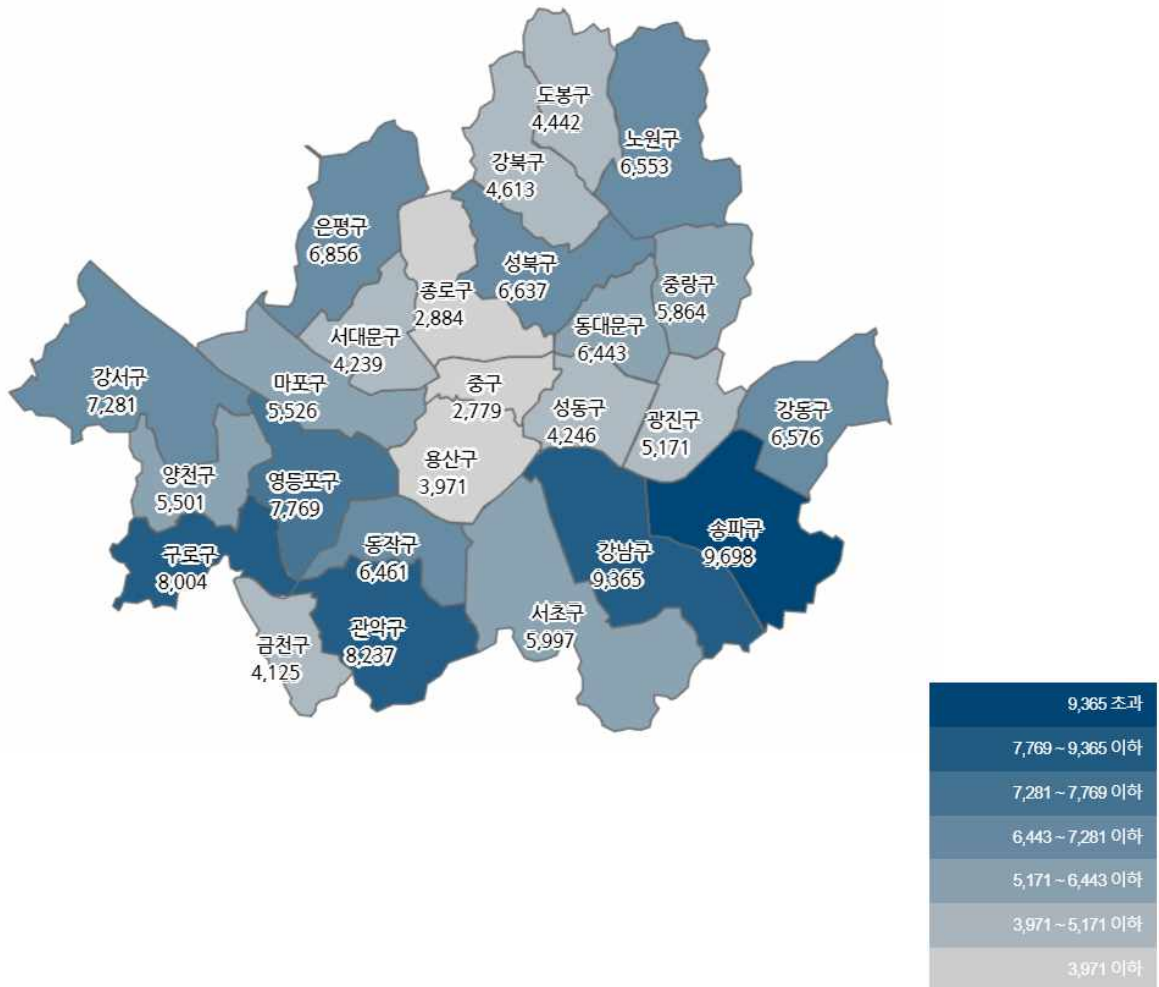 도봉구
4,442
노원구
6,553
강북구
4,613
은평구
6,856
성북구
6,637
중랑구
5,864
종로구
2,884
동대문구
6,443
서대문구
4,239
강서구
7,281
마포구
5,526
중구
2,779
성동구
4,246
광진구
5,171
강동구
6,576
용산구
3,971
양천구
5,501
영등포구
7,769
송파구
9,698
구로구
8,004
동작구
6,461
강남구
9,365
서초구
5,997
관악구
8,237
금천구
4,125
9,365 초과
7,769 ~ 9,365 이하
7,281 ~ 7,769 이하
6,443 ~ 7,281 이하
5,171 ~ 6,443 이하
3,971 ~ 5,171 이하
3,971 이하